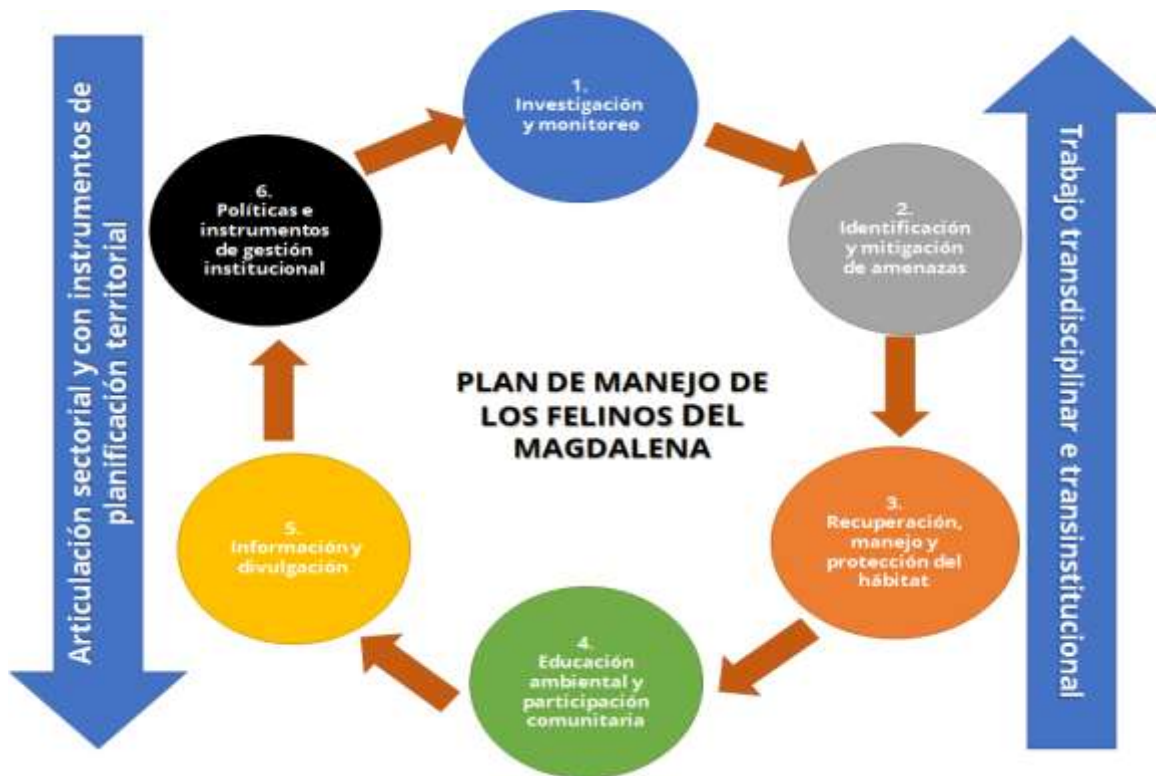 Articulación sectorial y con instrumentos de
planificación territorial
1.
Investigación
y monitoreo
2.
Identificación
y mitigación
de amenazas
3.
Recuperación,
manejo y
protección del
hábitat
4.
Educación
ambiental y
participación
comunitaria
5.
Información y
divulgación
6.
Políticas e
instrumentos
de gestión
institucional
PLAN DE MANEJO DE
LOS FELINOS DEL
MAGDALENA
Trabajo transdisciplinar e transinstitucional